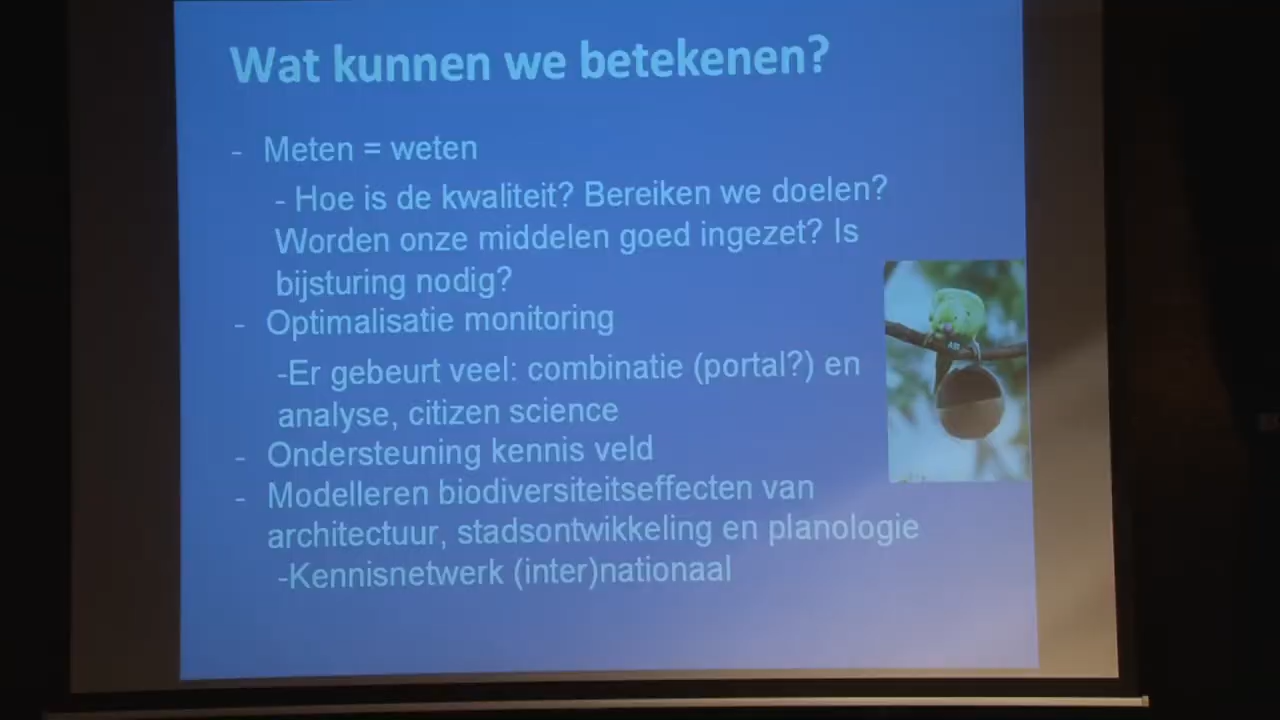 Wat kunnen we betekenen?
- Meten = weten
- Hoe is de kwaliteit? Bereiken we doelen?
Worden onze middelen goed ingezet? Is
bijsturing nodig?
- Optimalisatie monitoring
-Er gebeurt veel: combinatie (portal?) en
analyse, citizen science
- Ondersteuning kennis veld
- Modelleren biodiversiteitseffecten van
architectuur, stadsontwikkeling en planologie
-Kennisnetwerk (inter)nationaal